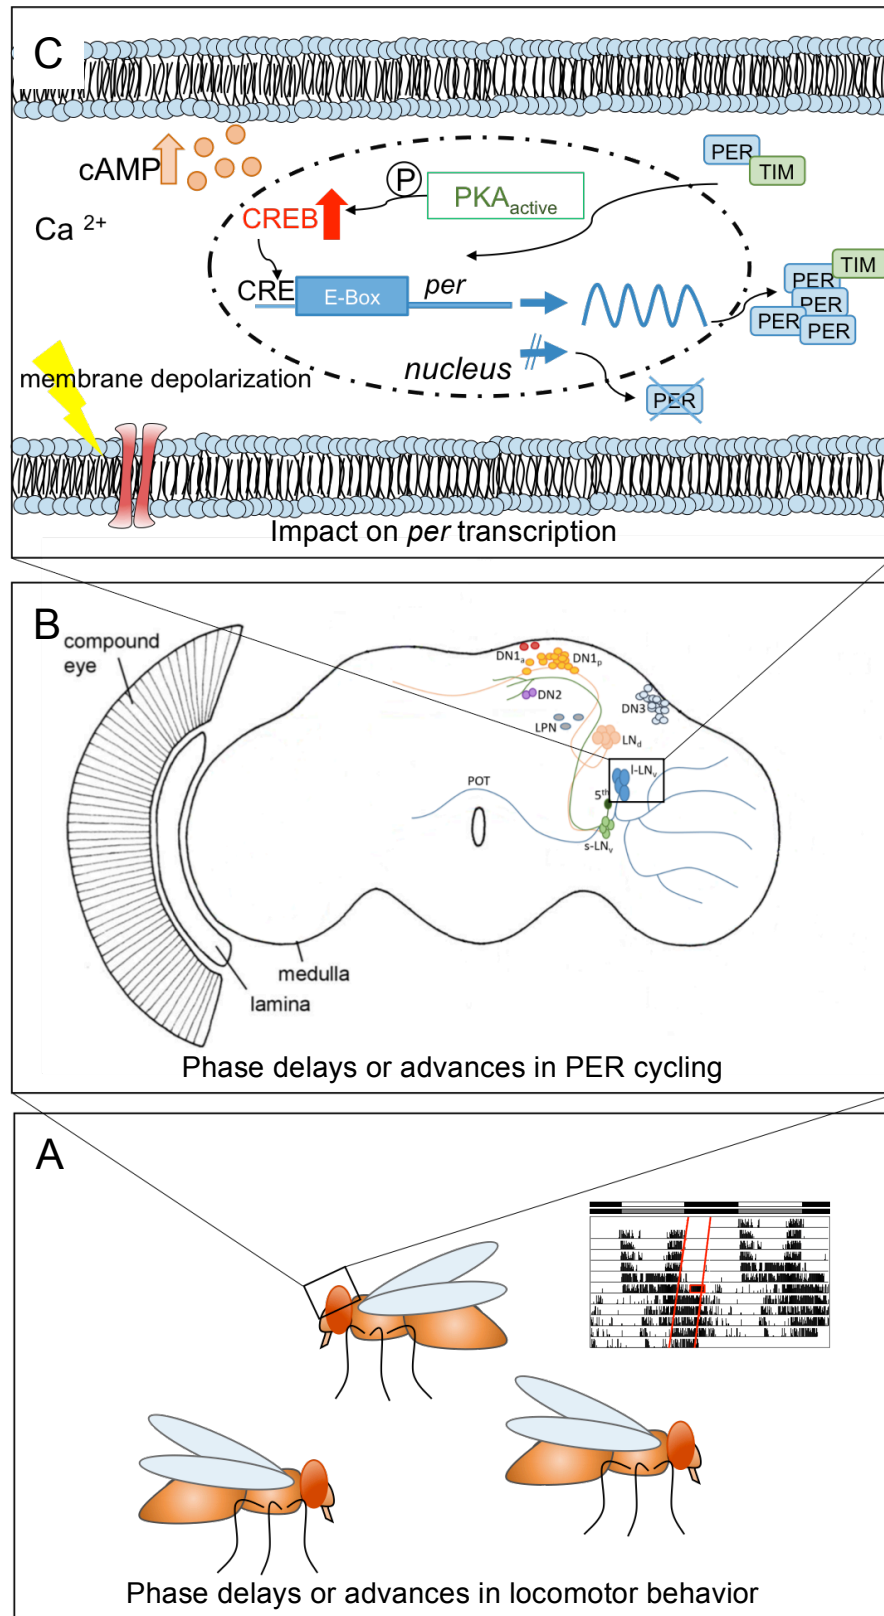 C
cAMP
Ca 2+
P
CREB
PKAactive
PER
TIM
CRE
E-Box
per
nucleus
TIM
PER
PER
PER
PER
PER
membrane depolarization
Impact on per transcription
B
compound
eye
DN1a
DN1p
DN2
DN3
LPN
LNd
l-LNv
POT
5th
s-LNv
medulla
lamina
Phase delays or advances in PER cycling
A
Phase delays or advances in locomotor behavior